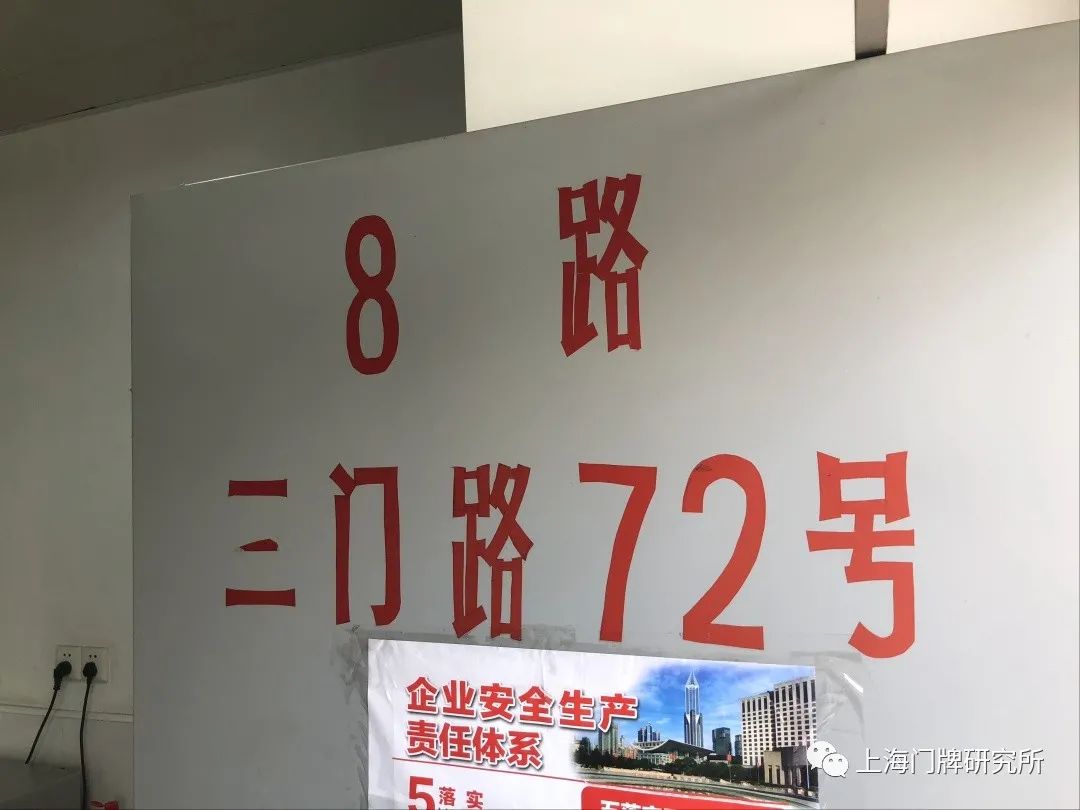 8 路
三门路72号
企业安全生产
责任体系
5落实
上海门牌研究所